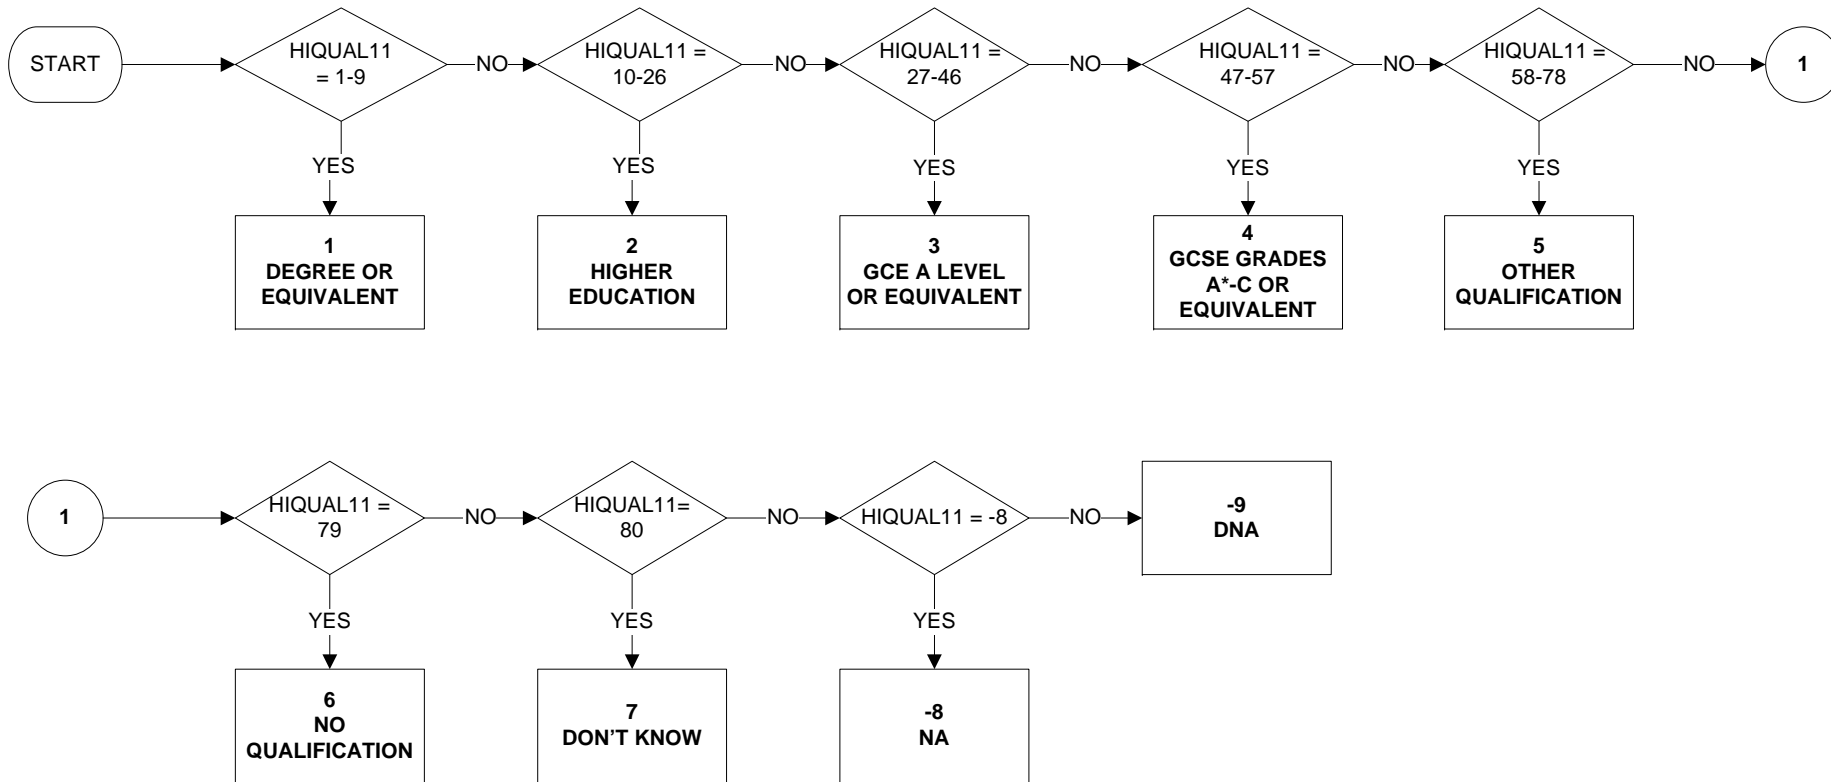 START
HIQUAL11
= 1-9
NO
HIQUAL11 =
10-26
NO
HIQUAL11 =
27-46
NO
HIQUAL11 =
47-57
NO
HIQUAL11 =
58-78
NO
1
YES
YES
YES
YES
YES
1
DEGREE OR
EQUIVALENT
2
HIGHER
EDUCATION
3
GCE A LEVEL
OR EQUIVALENT
4
GCSE GRADES
A*-C OR
EQUIVALENT
5
OTHER
QUALIFICATION
1
HIQUAL11 =
79
NO
HIQUAL11=
80
NO
HIQUAL11 = -8
NO
-9
DNA
YES
YES
YES
6
NO
QUALIFICATION
7
DON'T KNOW
-8
NA